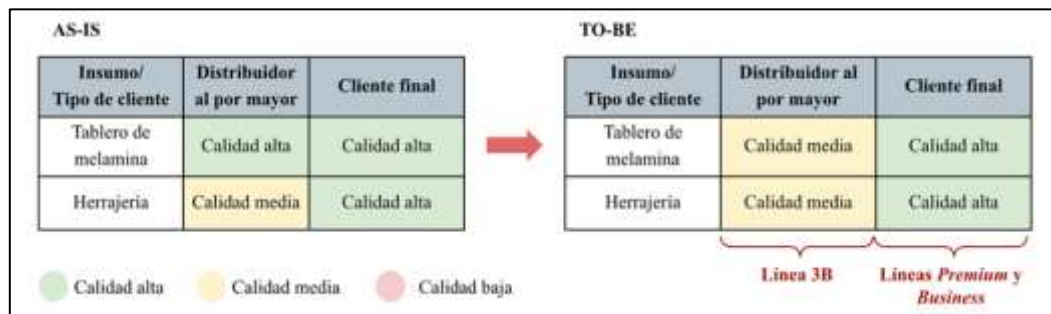 AS-IS
Insumo/
Tipo de cliente
Distribuidor
al por mayor
Cliente final
Tablero de
melamina
Calidad alta
Calidad alta
Herrajeria
Calidad media
Calidad alta
Calidad alta
Calidad media
Calidad baja
TO-BE
Insumo/
Tipo de cliente
Distribuidor al
por mayor
Cliente final
Tablero de
melamina
Calidad media
Calidad alta
Herrajeria
Calidad media
Calidad alta
Línea 3B
Líneas Premium y
Business